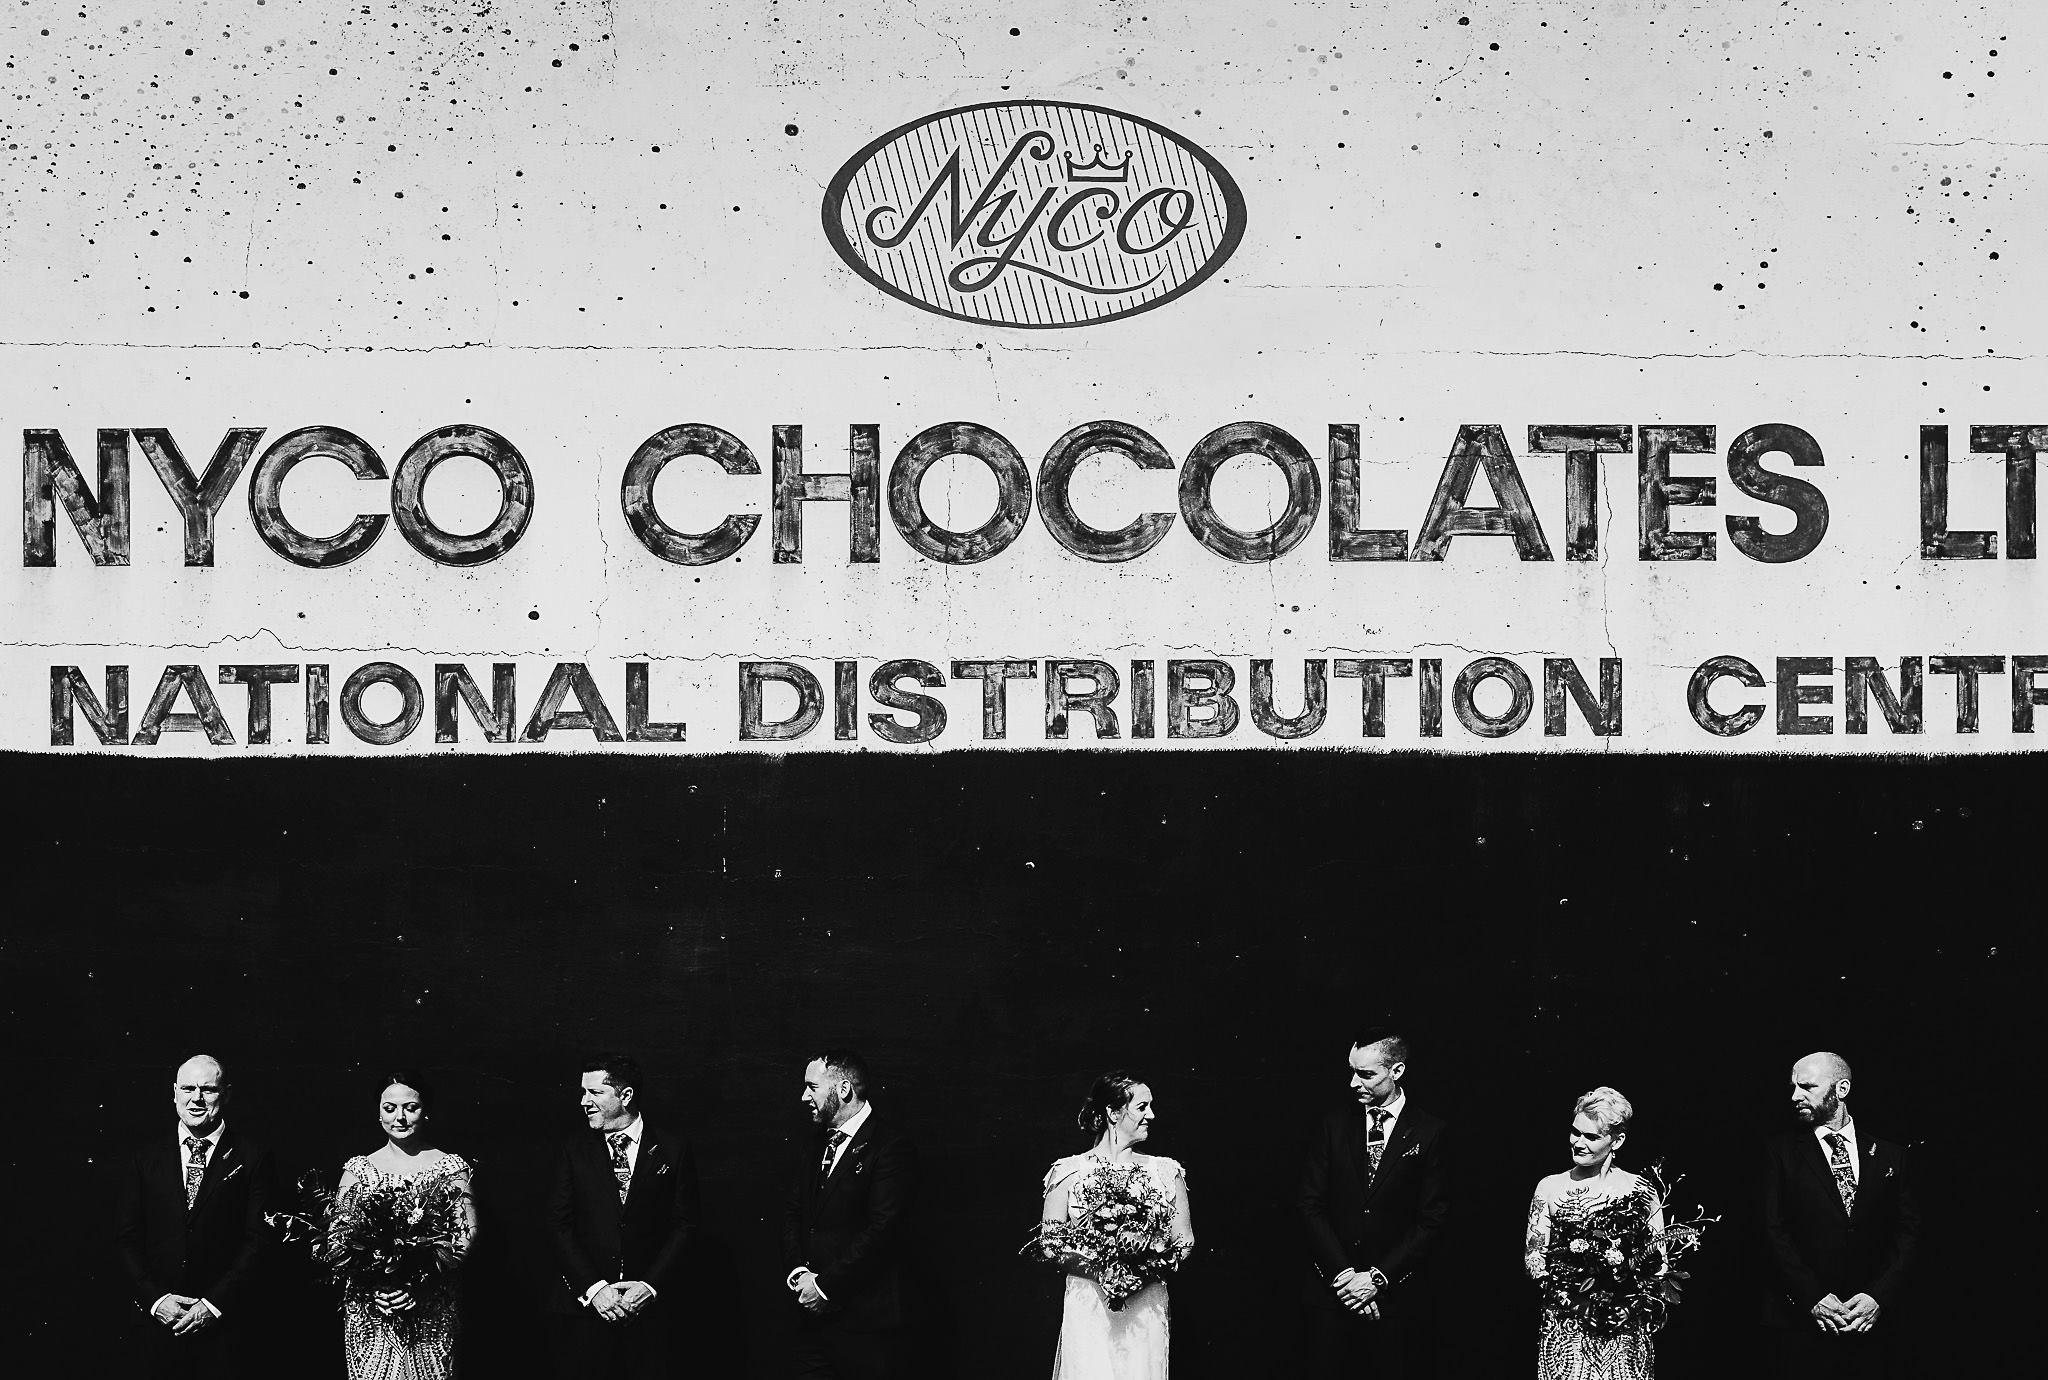 Nyco
NYCO CHOCOLATES LT
NATIONAL DISTRIBUTION CENTR